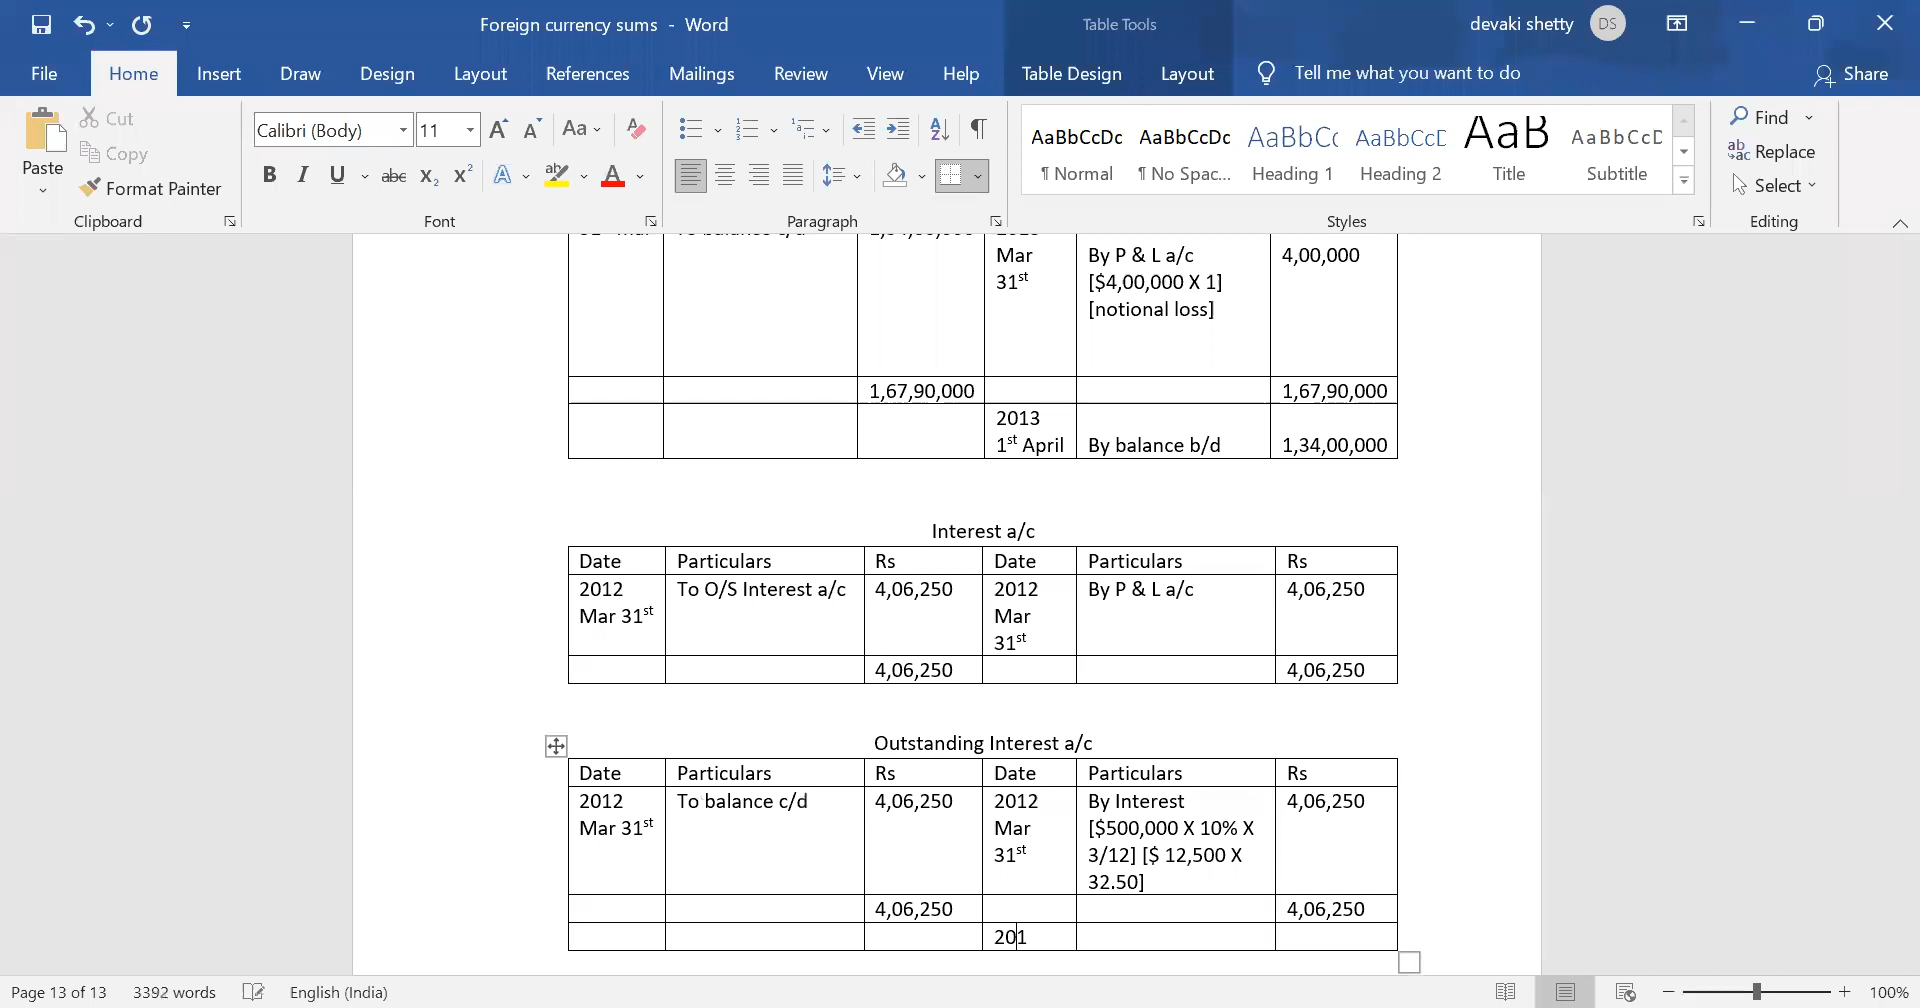 Foreign currency sums - Word
Table Tools
devaki shetty
DS
File Home Insert Draw Design Layout References Mailings Review View Help Table Design Layout Tell me what you want to do Share
Paste
Cut
Copy
Format Painter
Clipboard
Calibri (Body) 11
Font
Paragraph
AaBbCcDc AaBbCcDc AaBbCc AaBbCcD AaB AaBbCcD
¶ Normal ¶ No Spac... Heading 1 Heading 2 Title Subtitle
Styles
Find
Replace
Select
Editing
Mar By P & L a/c 4,00,000
31st [$4,00,000 X 1]
[notional loss]
1,67,90,000 1,67,90,000
2013
1st April By balance b/d 1,34,00,000
Interest a/c
Date Particulars Rs Date Particulars Rs
2012 To O/S Interest a/c 4,06,250 2012 By P & L a/c 4,06,250
Mar 31st Mar
31st
4,06,250 4,06,250
Outstanding Interest a/c
Date Particulars Rs Date Particulars Rs
2012 To balance c/d 4,06,250 2012 By Interest 4,06,250
Mar 31st Mar [$500,000 X 10% X
31st 3/12] [$ 12,500 X
32.50]
4,06,250 4,06,250
201
Page 13 of 13 3392 words English (India) 100%